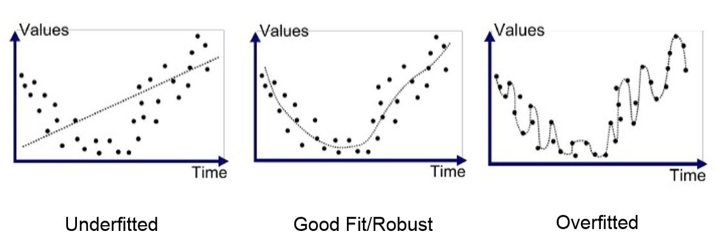 Values
Time
Underfitted
Values
Time
Good Fit/Robust
Values
Time
Overfitted